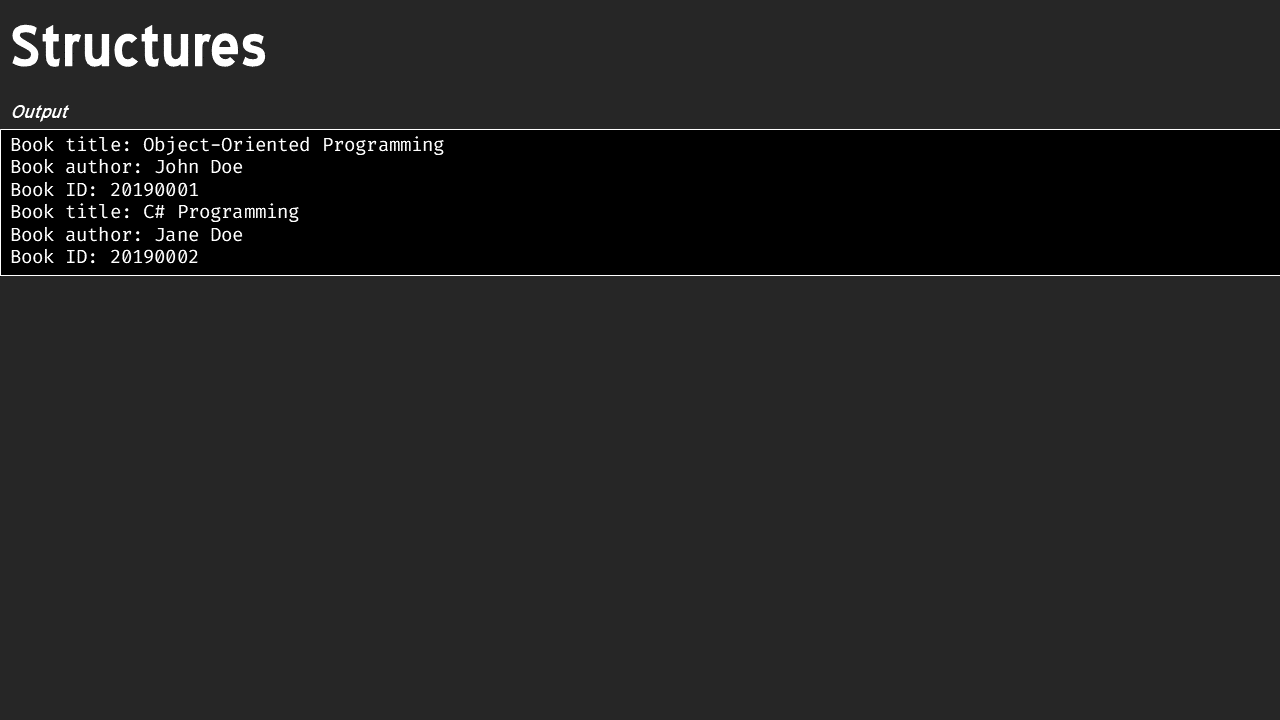 Structures
Output
Book title: Object-Oriented Programming
Book author: John Doe
Book ID: 20190001
Book title: C# Programming
Book author: Jane Doe
Book ID: 20190002